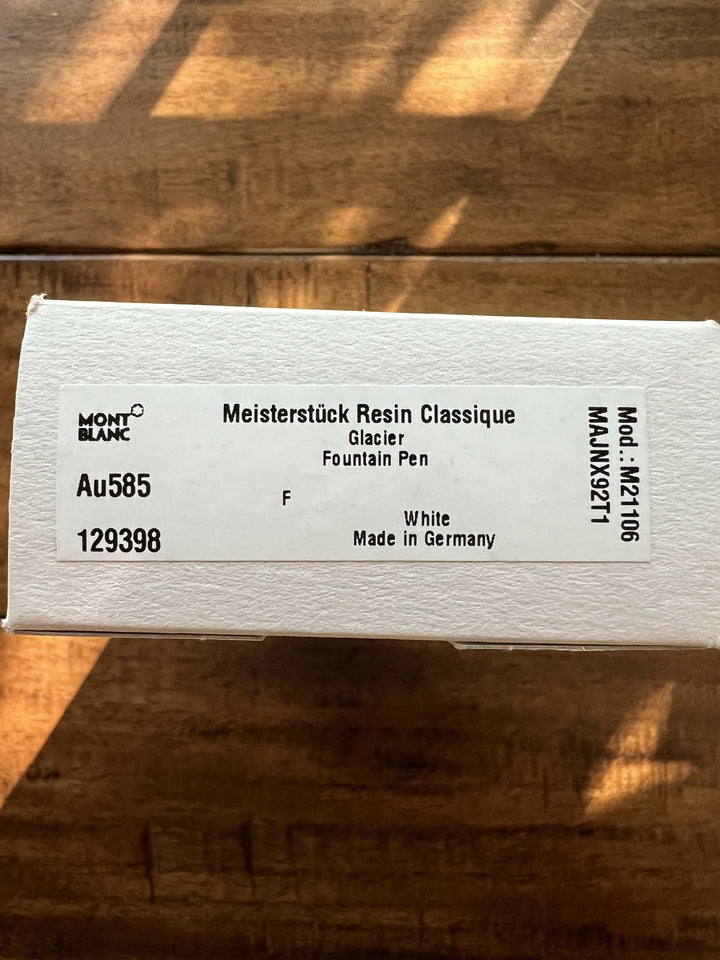 MONT
BLANC
Meisterstück Resin Classique
Glacier
Fountain Pen
Au585
F
White
129398
Made in Germany
Mod.: M21106
MAJNX92T1